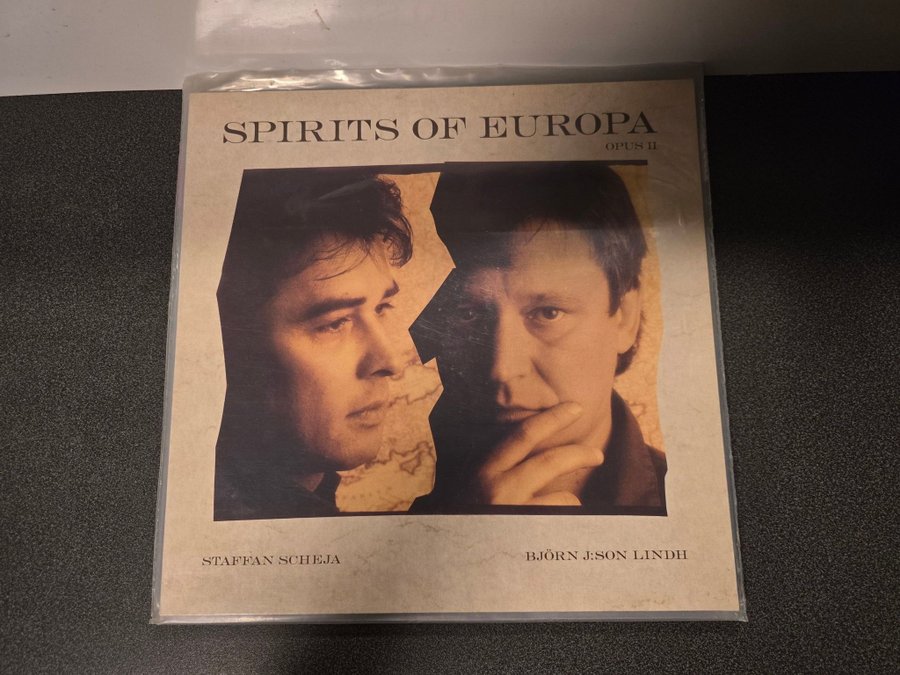 SPIRITS OF EUROPA
OPUS II
STAFFAN SCHEJA
BJÖRN J:SON LINDH